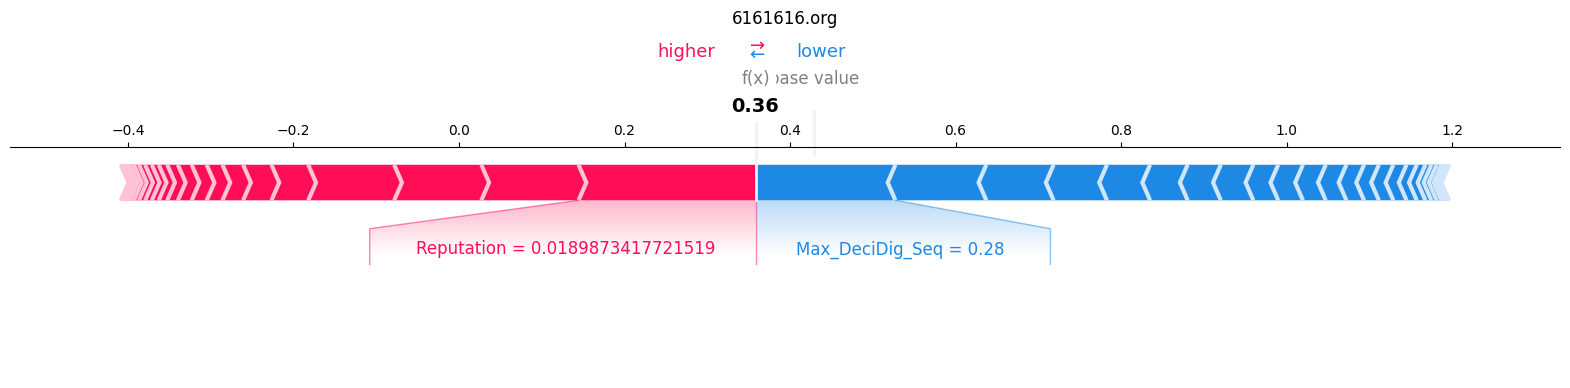 6161616.org
higher ⇄ lower
f(x) base value
0.36
−0.4 −0.2 0.0 0.2 0.4 0.6 0.8 1.0 1.2
Reputation = 0.0189873417721519 Max_DeciDig_Seq = 0.28